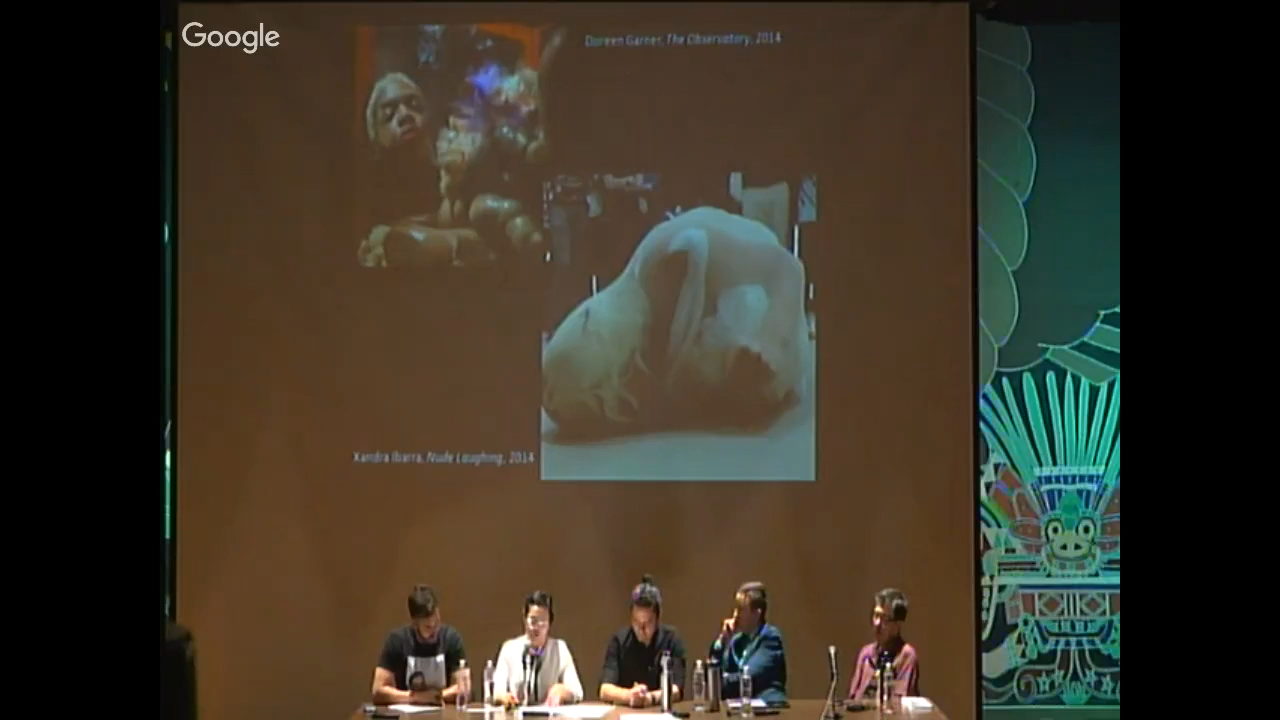 Google
Doreen Garner, The Observatory, 2014
Xandra Ibarra, Nude Laughing, 2014